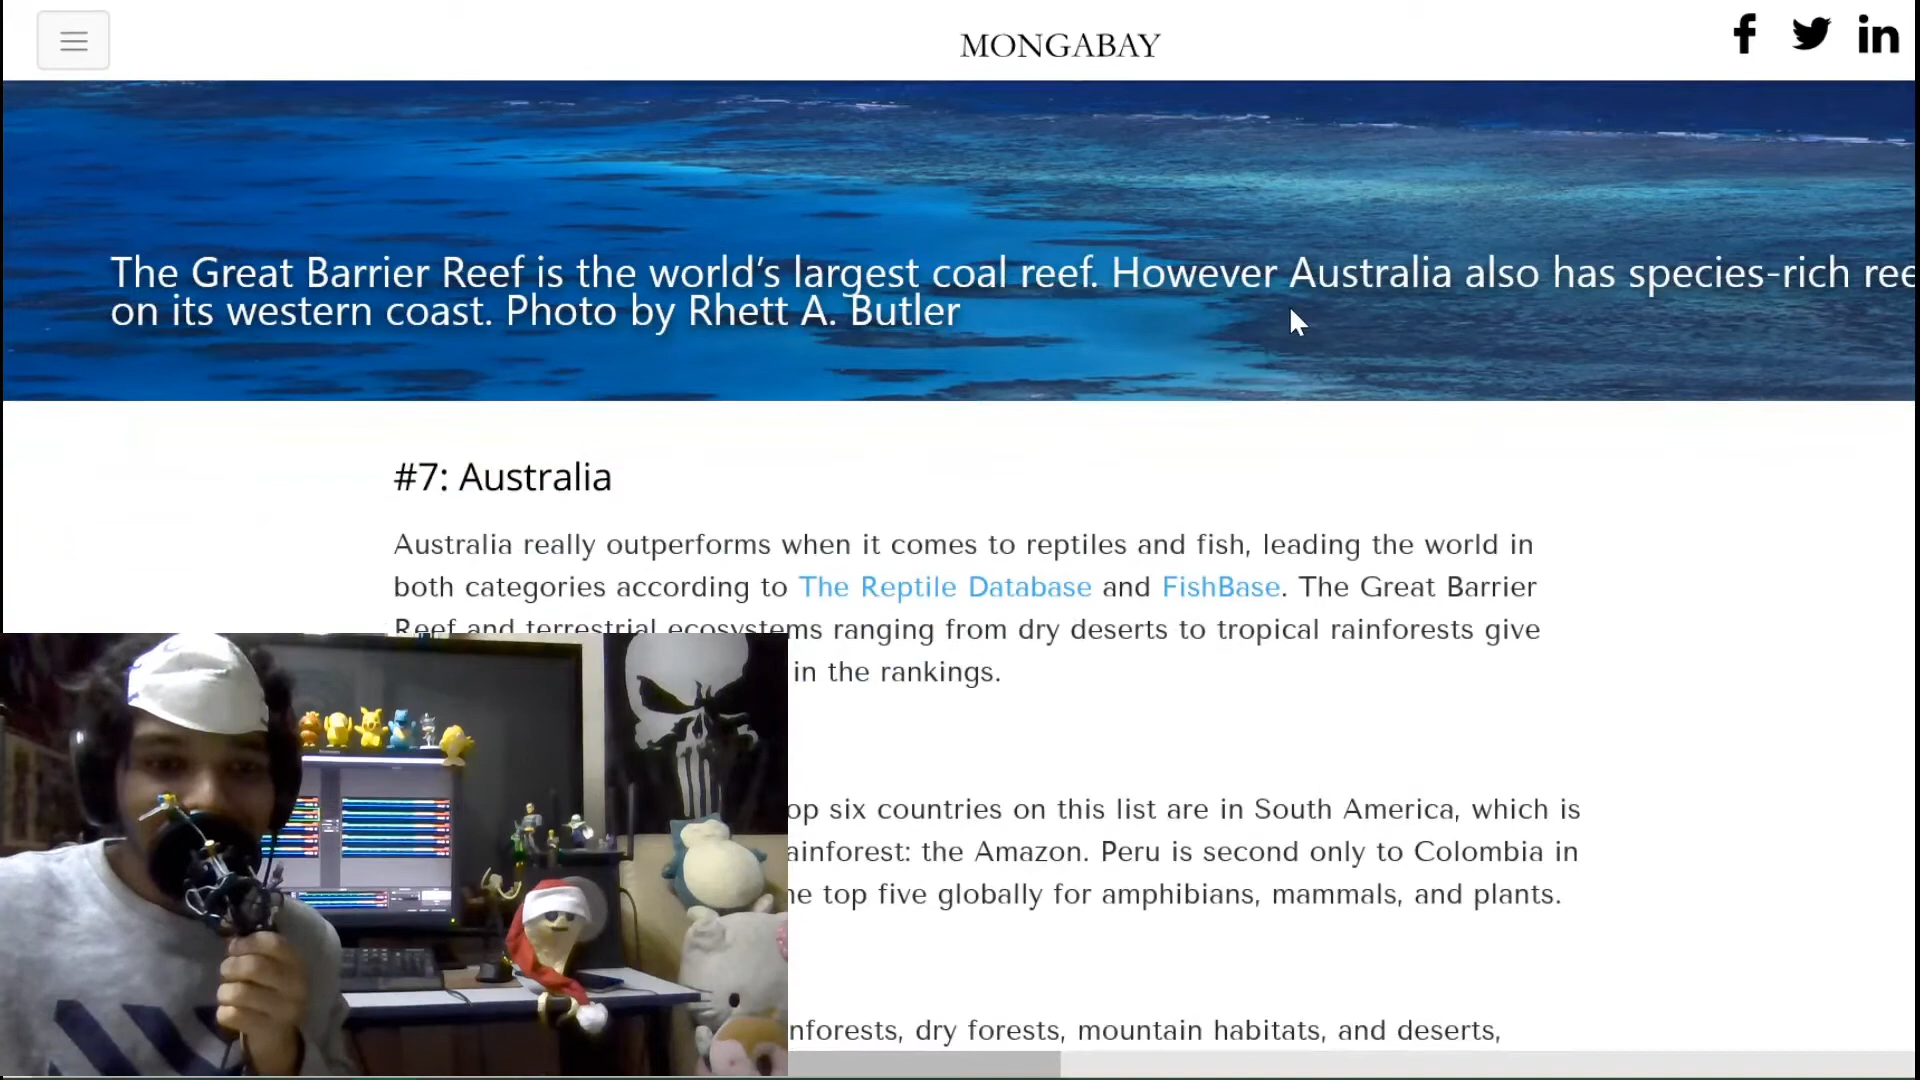 MONGABAY
The Great Barrier Reef is the world's largest coal reef. However Australia also has species-rich ree
on its western coast. Photo by Rhett A. Butler
#7: Australia
Australia really outperforms when it comes to reptiles and fish, leading the world in
both categories according to The Reptile Database and FishBase. The Great Barrier
Reef and terrestrial ecosystems ranging from dry deserts to tropical rainforests give
in the rankings.
op six countries on this list are in South America, which is
ainforest: the Amazon. Peru is second only to Colombia in
he top five globally for amphibians, mammals, and plants.
nforests, dry forests, mountain habitats, and deserts,